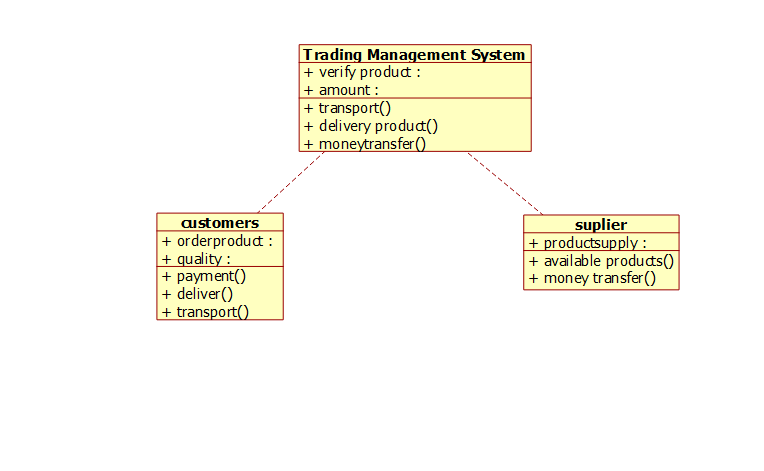 Trading Management System
+ verify product :
+ amount :
+ transport()
+ delivery product()
+ moneytransfer()
customers
+ orderproduct :
+ quality :
+ payment()
+ deliver()
+ transport()
suplier
+ productsupply :
+ available products()
+ money transfer()